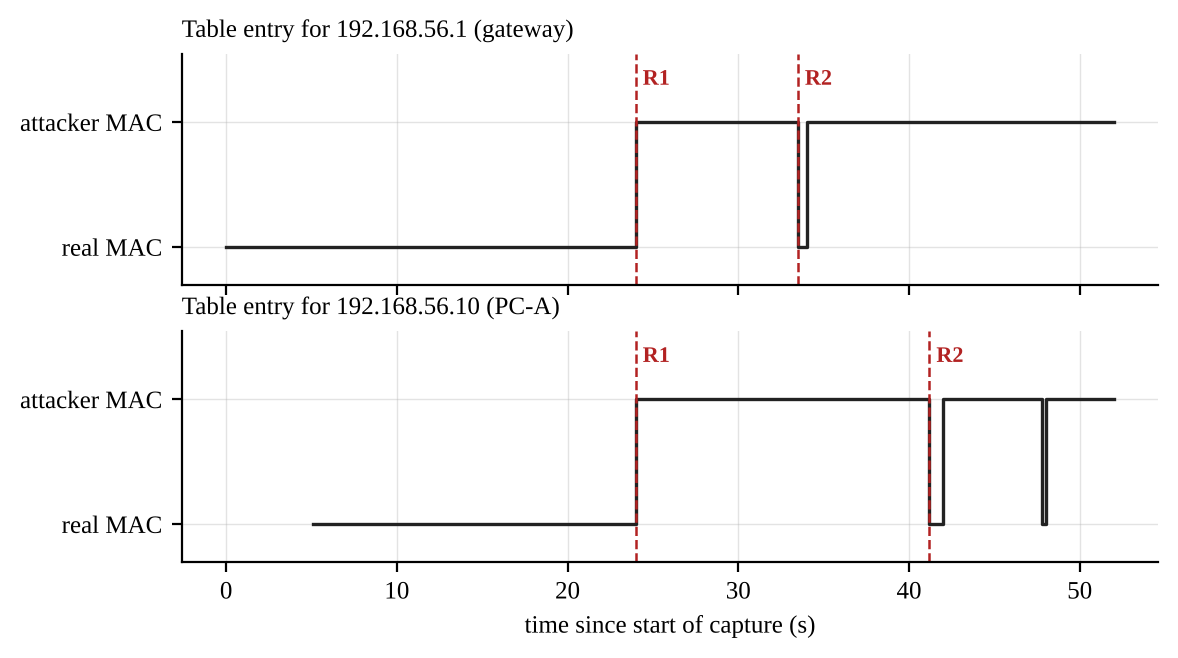 Table entry for 192.168.56.1 (gateway)
R1
R2
attacker MAC
real MAC
Table entry for 192.168.56.10 (PC-A)
R1
R2
attacker MAC
real MAC
0 10 20 30 40 50
time since start of capture (s)